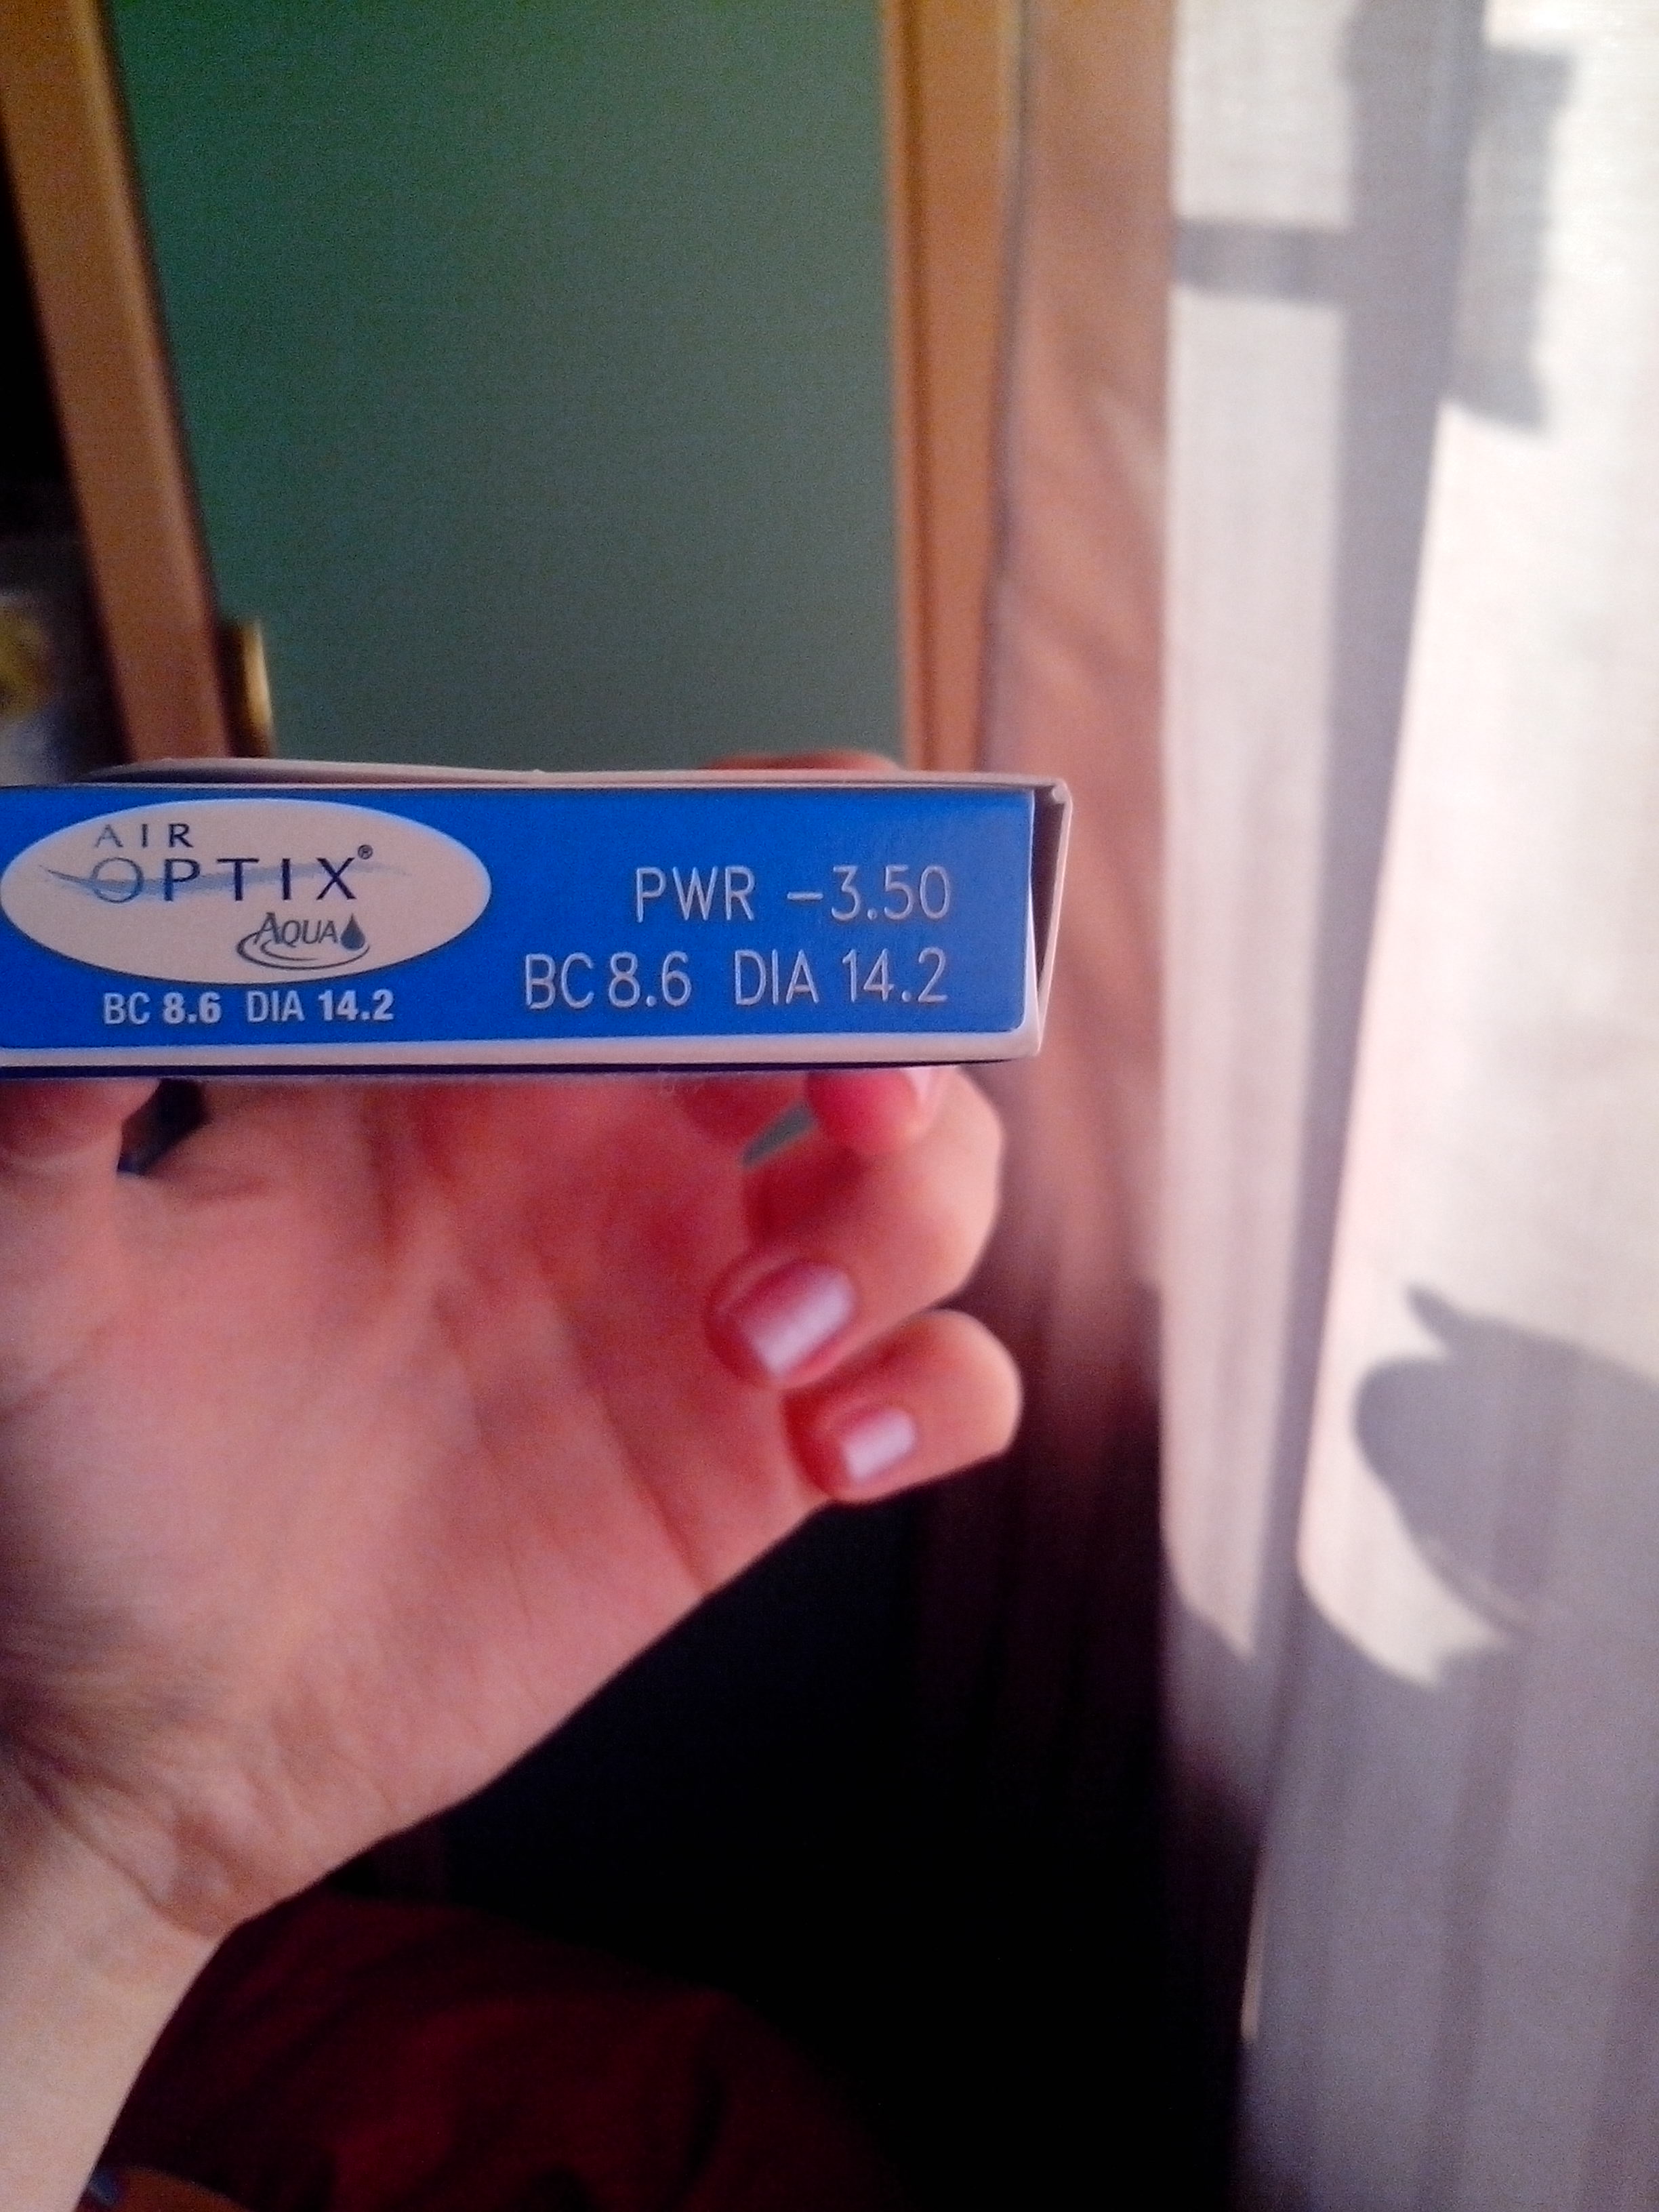 AIR
OPTIX®
AQUA
BC 8.6 DIA 14.2
PWR -3.50
BC 8.6 DIA 14.2